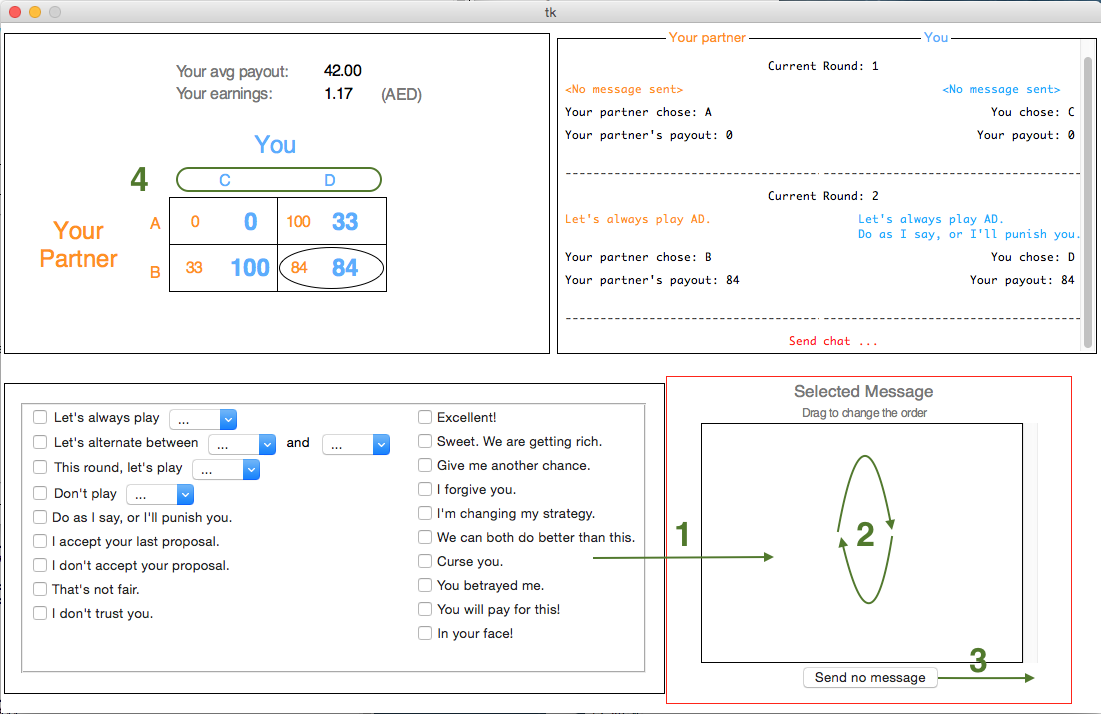 tk
Your avg payout: 42.00
Your earnings: 1.17 (AED)
You
4
C D
A 0 0 100 33
Your
Partner
B 33 100 84 84
Your partner You
Current Round: 1
<No message sent> <No message sent>
Your partner chose: A You chose: C
Your partner's payout: 0 Your payout: 0
Current Round: 2
Let's always play AD. Let's always play AD.
Do as I say, or I'll punish you.
Your partner chose: B You chose: D
Your partner's payout: 84 Your payout: 84
Send chat ...
Let's always play ...
Let's alternate between ... and ...
This round, let's play ...
Don't play ...
Do as I say, or I'll punish you.
I accept your last proposal.
I don't accept your proposal.
That's not fair.
I don't trust you.
Excellent!
Sweet. We are getting rich.
Give me another chance.
I forgive you.
I'm changing my strategy.
We can both do better than this.
Curse you.
You betrayed me.
You will pay for this!
In your face!
1
Selected Message
Drag to change the order
2
3
Send no message